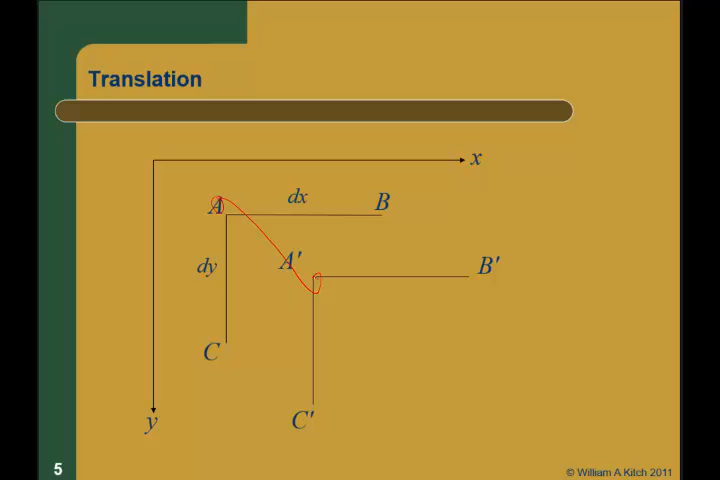 Translation
x
A dx B
dy A' B'
C
C'
y
5 © William A Kitch 2011